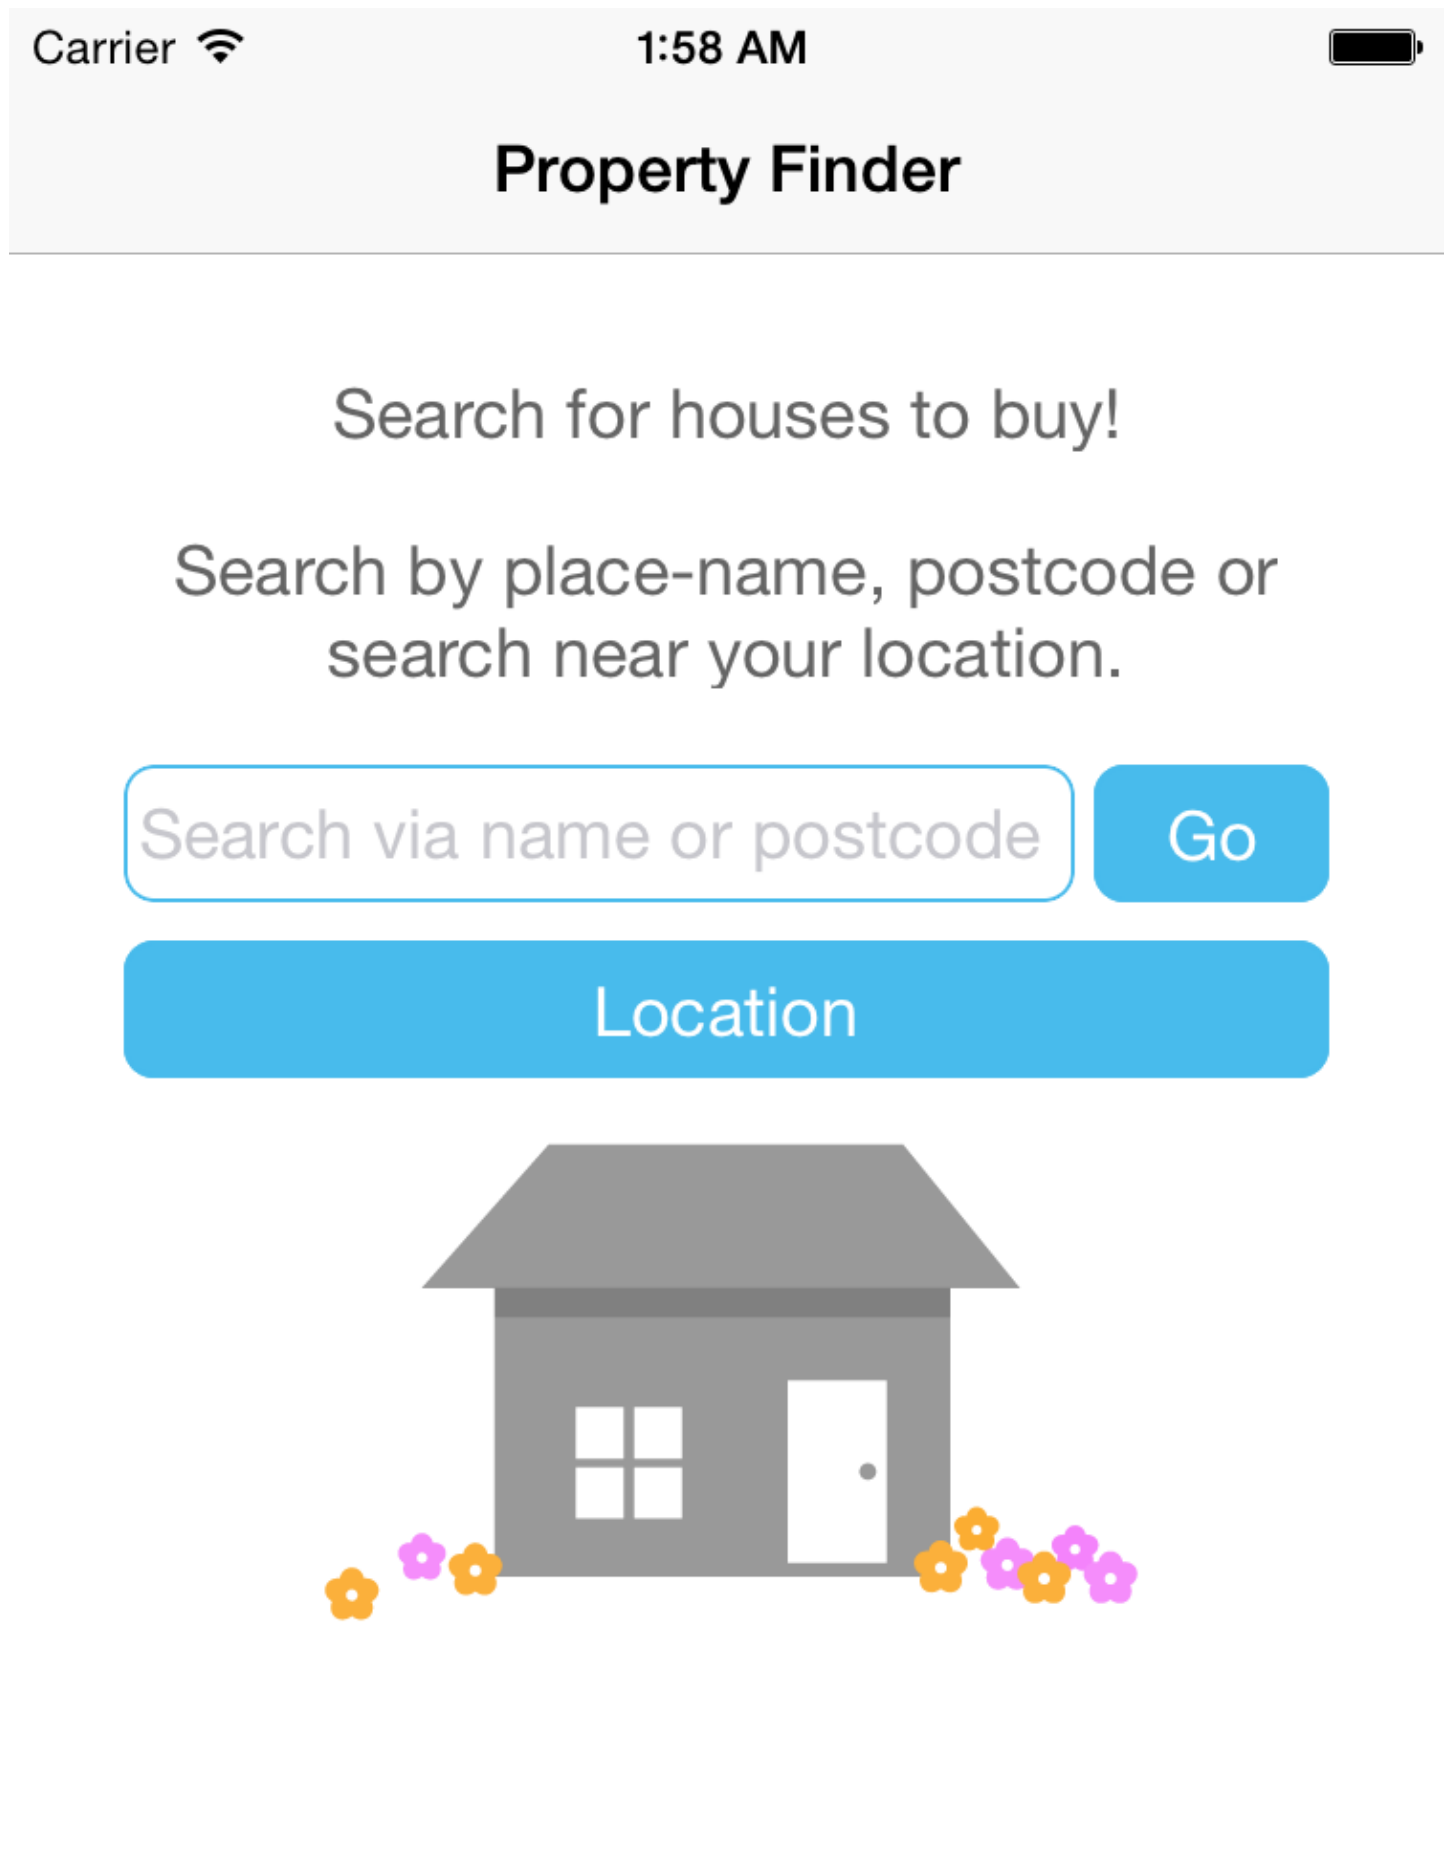 Carrier
1:58 AM
Property Finder
Search for houses to buy!
Search by place-name, postcode or
search near your location.
Search via name or postcode
Go
Location